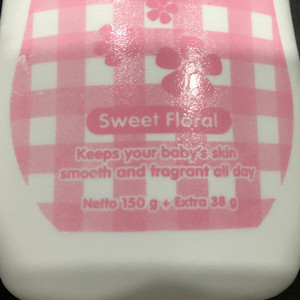 Sweet Floral
Keeps your baby's skin
smooth and fragrant all day
Netto 150 g + Extra 38 g